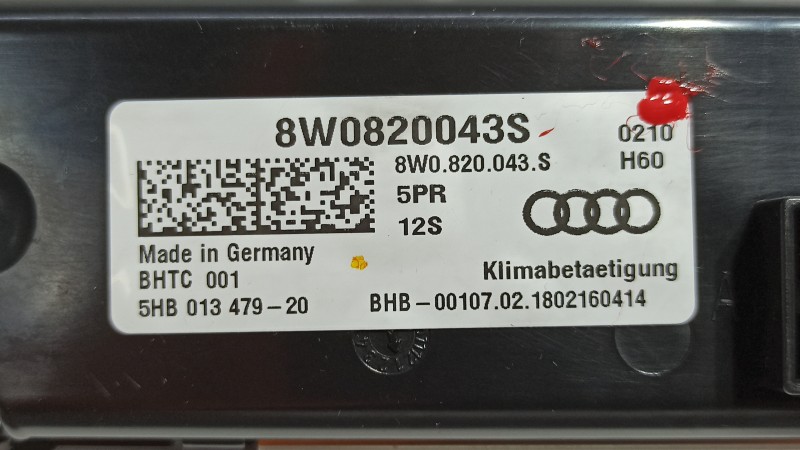 8W0820043S
0210
8W0.820.043.S
H60
5PR
12S
Made in Germany
BHTC 001
Klimabetaetigung
5HB 013 479-20
BHB-00107.02.1802160414